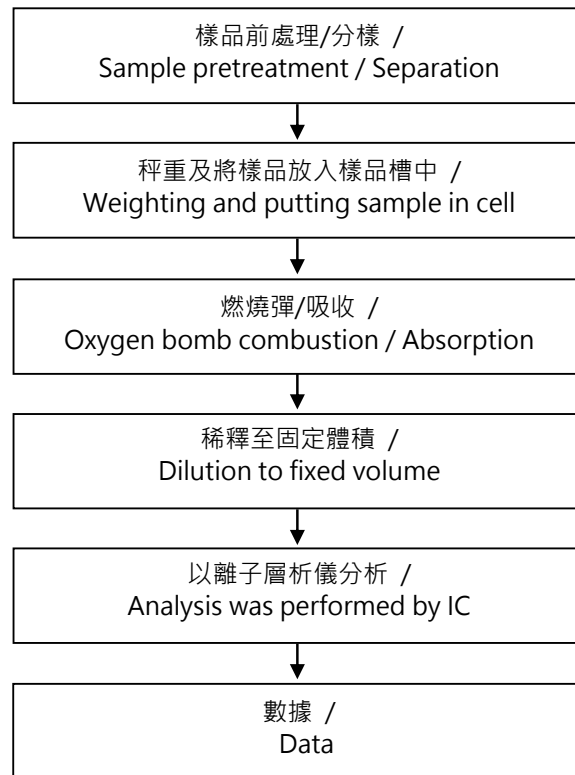 樣品前處理/分樣 /
Sample pretreatment / Separation
秤重及將樣品放入樣品槽中 /
Weighting and putting sample in cell
燃燒彈/吸收 /
Oxygen bomb combustion / Absorption
稀釋至固定體積 /
Dilution to fixed volume
以離子層析儀分析 /
Analysis was performed by IC
數據 /
Data